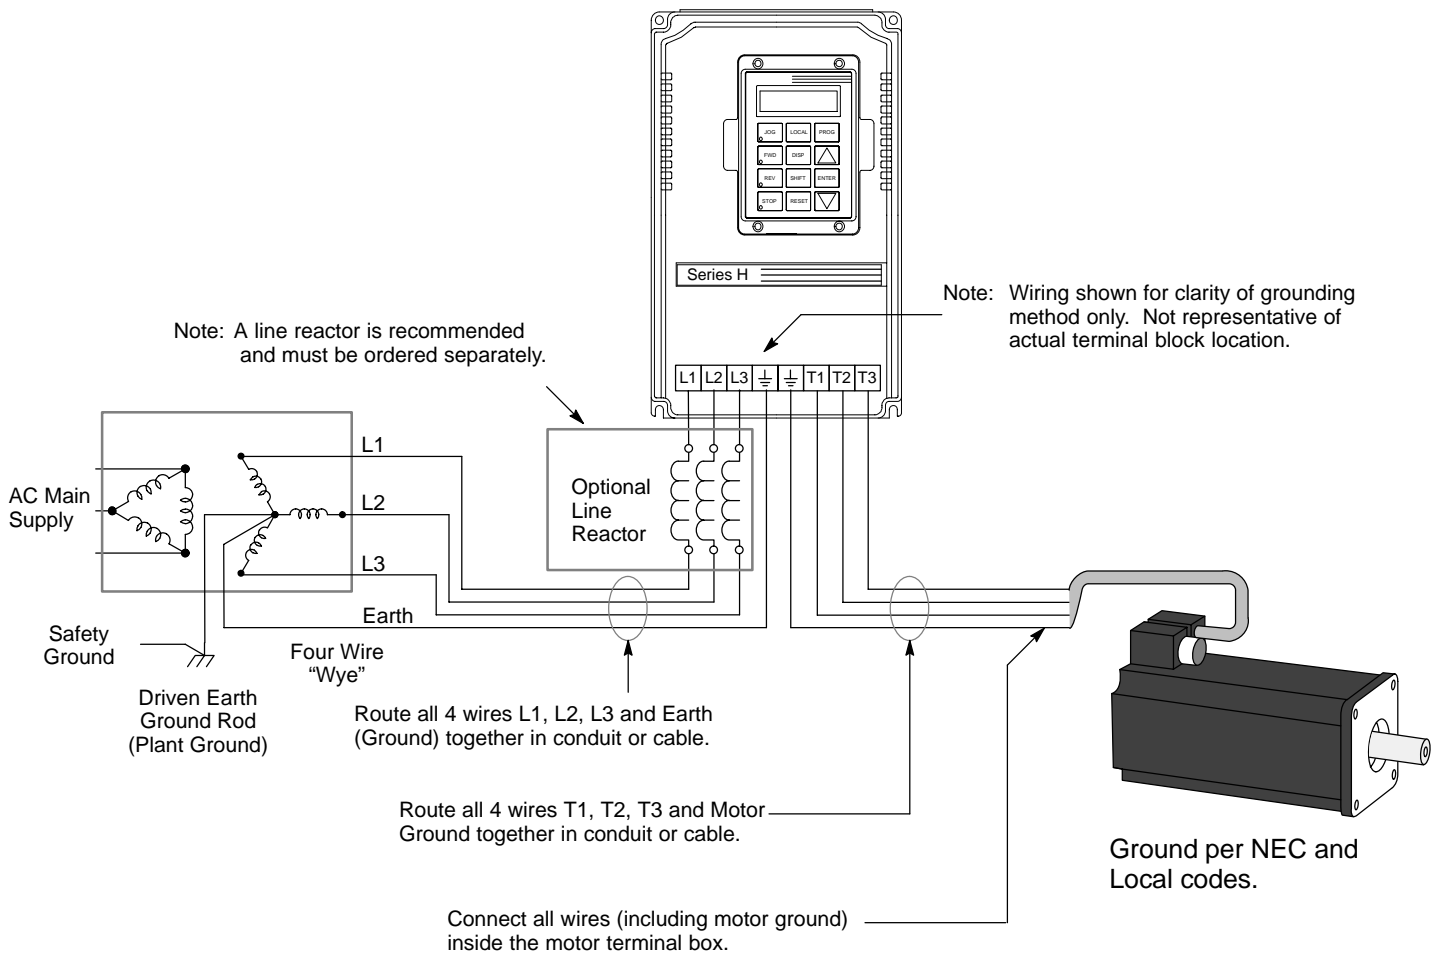 JOG LOCAL PROG
FWD DISP
REV SHIFT ENTER
STOP RESET
Series H
Note: Wiring shown for clarity of grounding
method only. Not representative of
actual terminal block location.
Note: A line reactor is recommended
and must be ordered separately.
L1 L2 L3 T1 T2 T3
AC Main
Supply
L1
L2
L3
Earth
Optional
Line
Reactor
Safety
Ground
Four Wire
“Wye”
Driven Earth
Ground Rod
(Plant Ground)
Route all 4 wires L1, L2, L3 and Earth
(Ground) together in conduit or cable.
Route all 4 wires T1, T2, T3 and Motor
Ground together in conduit or cable.
Ground per NEC and
Local codes.
Connect all wires (including motor ground)
inside the motor terminal box.